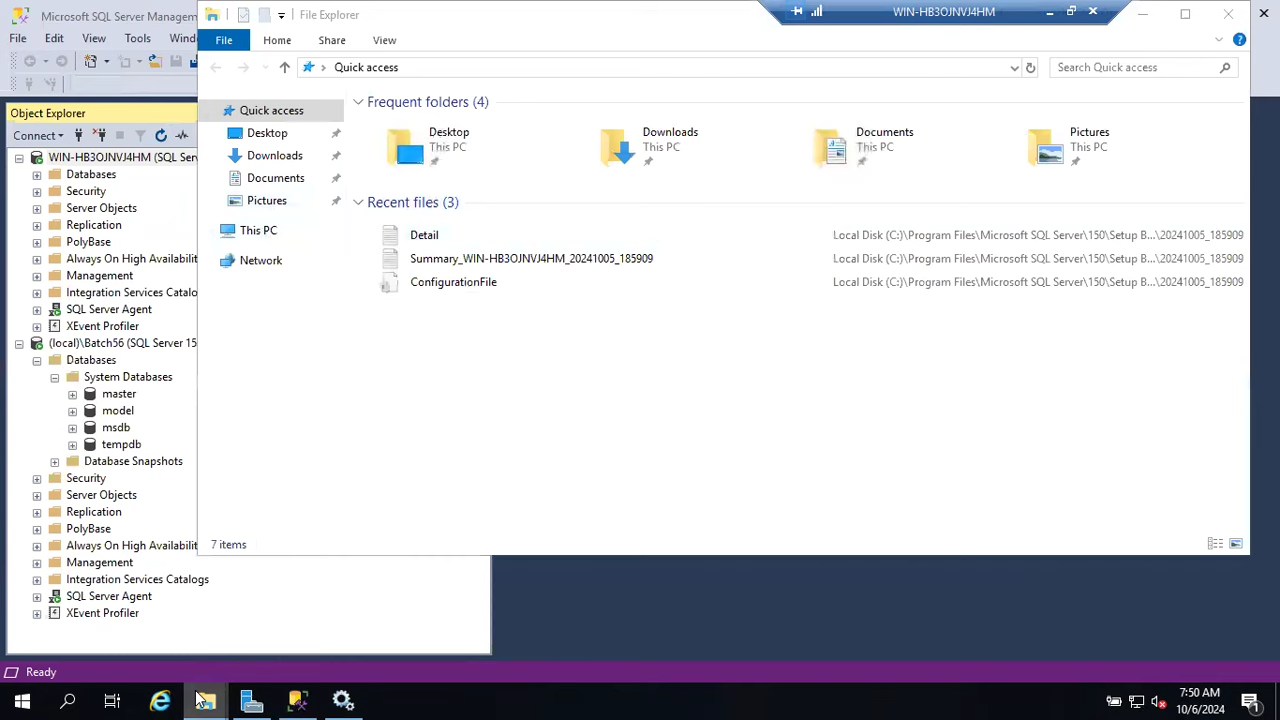 Microsoft SQL Server Managem
File Edit View Tools Windo
Object Explorer
Connect
WIN-HB3OJNVJ4HM (SQL Ser
Databases
Security
Server Objects
Replication
PolyBase
Always On High Availabilit
Management
Integration Services Catalo
SQL Server Agent
XEvent Profiler
(local)\Batch56 (SQL Server 15
Databases
System Databases
master
model
msdb
tempdb
Database Snapshots
Security
Server Objects
Replication
PolyBase
Always On High Availabilit
Management
Integration Services Catalogs
SQL Server Agent
XEvent Profiler
File Explorer
WIN-HB3OJNVJ4HM
File Home Share View
Quick access
Search Quick access
Quick access
Desktop
Downloads
Documents
Pictures
This PC
Network
Frequent folders (4)
Desktop
This PC
Downloads
This PC
Documents
This PC
Pictures
This PC
Recent files (3)
Detail Local Disk (C:)\Program Files\Microsoft SQL Server\150\Setup B...\20241005_185909
Summary_WIN-HB3OJNVJ4HM_20241005_185909 Local Disk (C:)\Program Files\Microsoft SQL Server\150\Setup B...\20241005_185909
ConfigurationFile Local Disk (C:)\Program Files\Microsoft SQL Server\150\Setup B...\20241005_185909
7 items
Ready
7:50 AM
10/6/2024
1